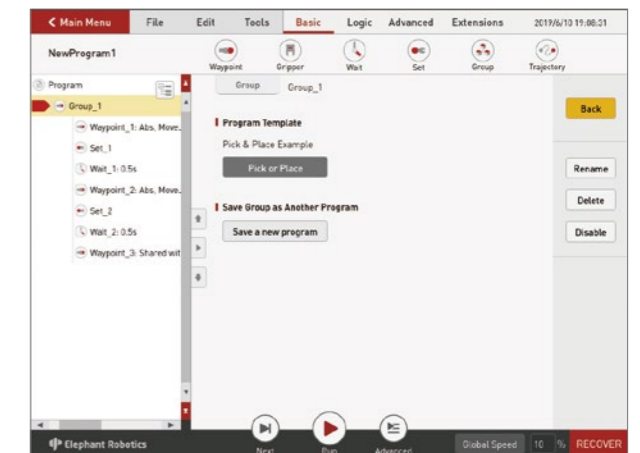 Main Menu File Edit Tools Basic Logic Advanced Extensions 2019/6/10 19:08:31
NewProgram1
Waypoint Gripper Wait Set Group Trajectory
Program
Group Group_1
Group_1
Back
Waypoint_1: Abs. Move.
Program Template
Set_1
Pick & Place Example
Wait_1: 0.5s
Pick or Place
Rename
Waypoint_2: Abs. Move.
Delete
Set_2
Save Group as Another Program
Wait_2: 0.5s
Save a new program
Disable
Waypoint_3: Shared wit
Elephant Robotics
Next Run Advanced
Global Speed 10 % RECOVER